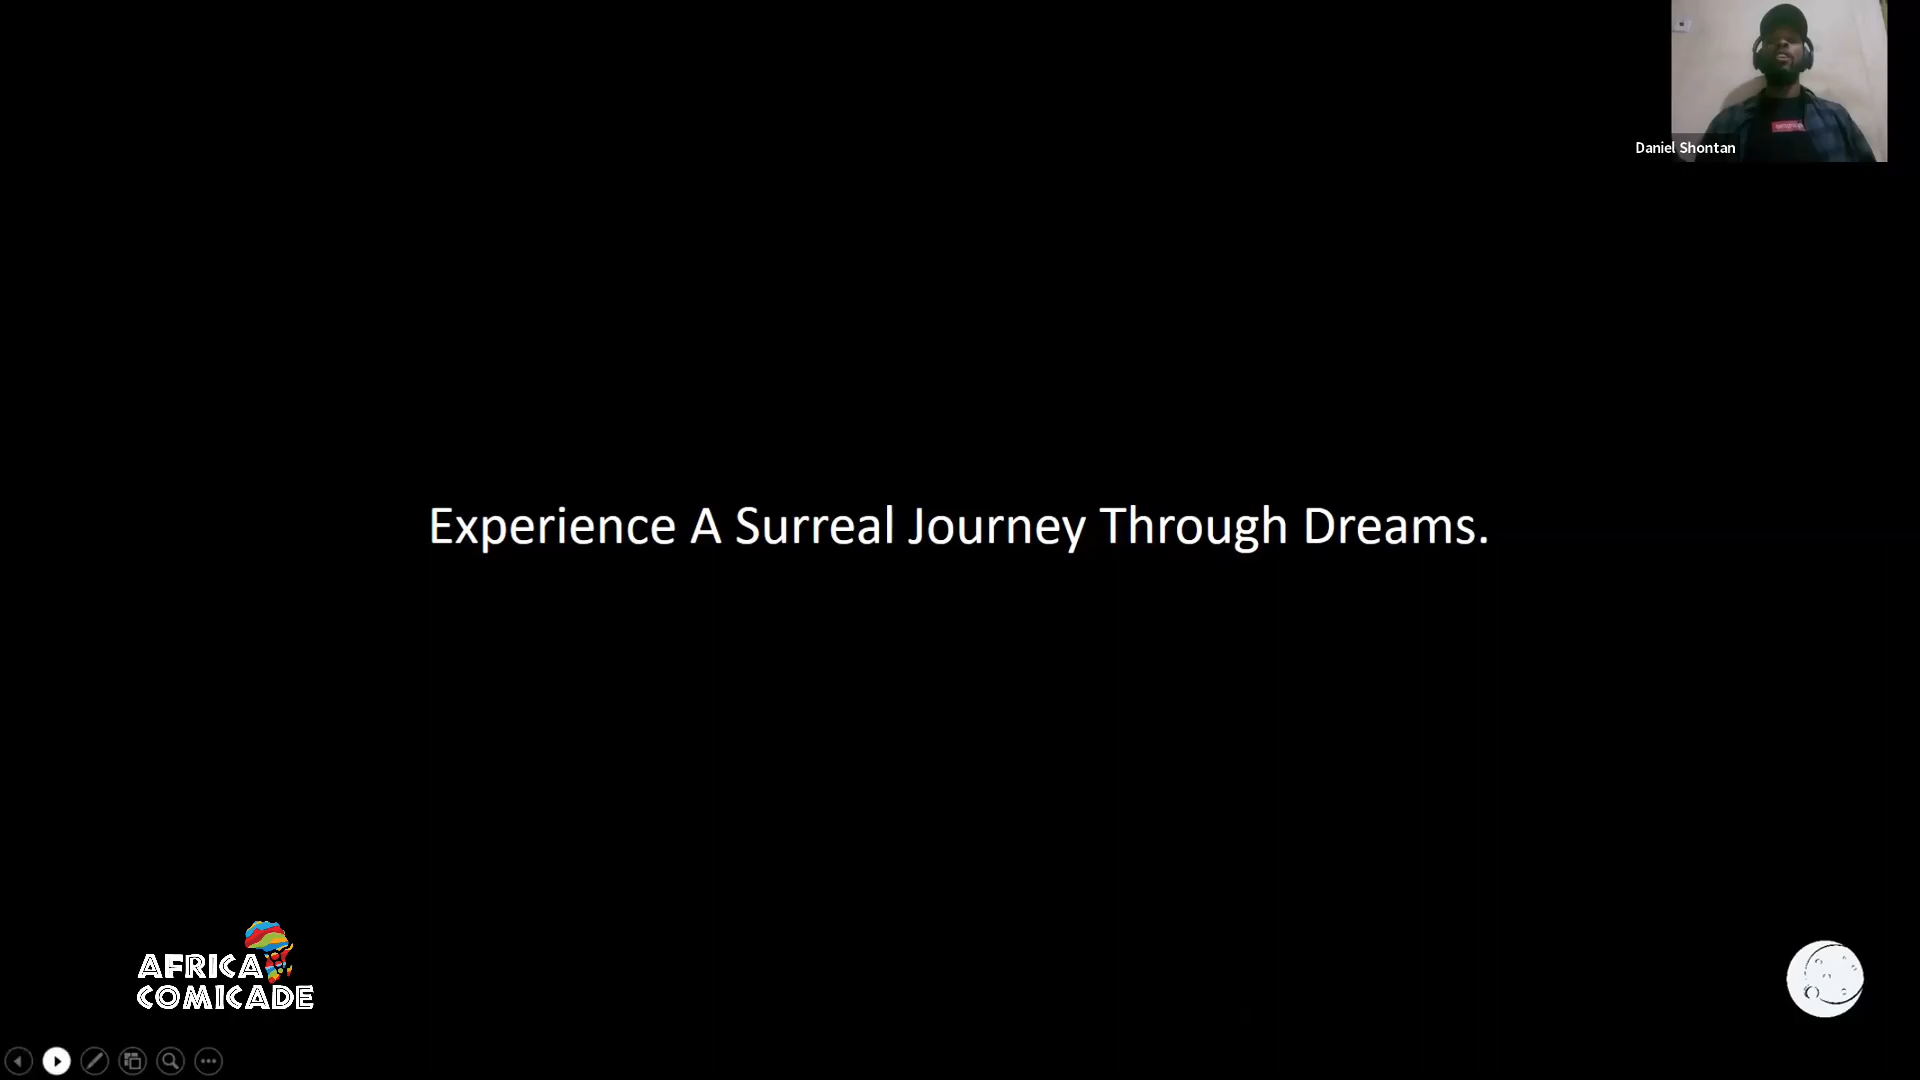 Daniel Shontan
Experience A Surreal Journey Through Dreams.
AFRICA
COMICADE